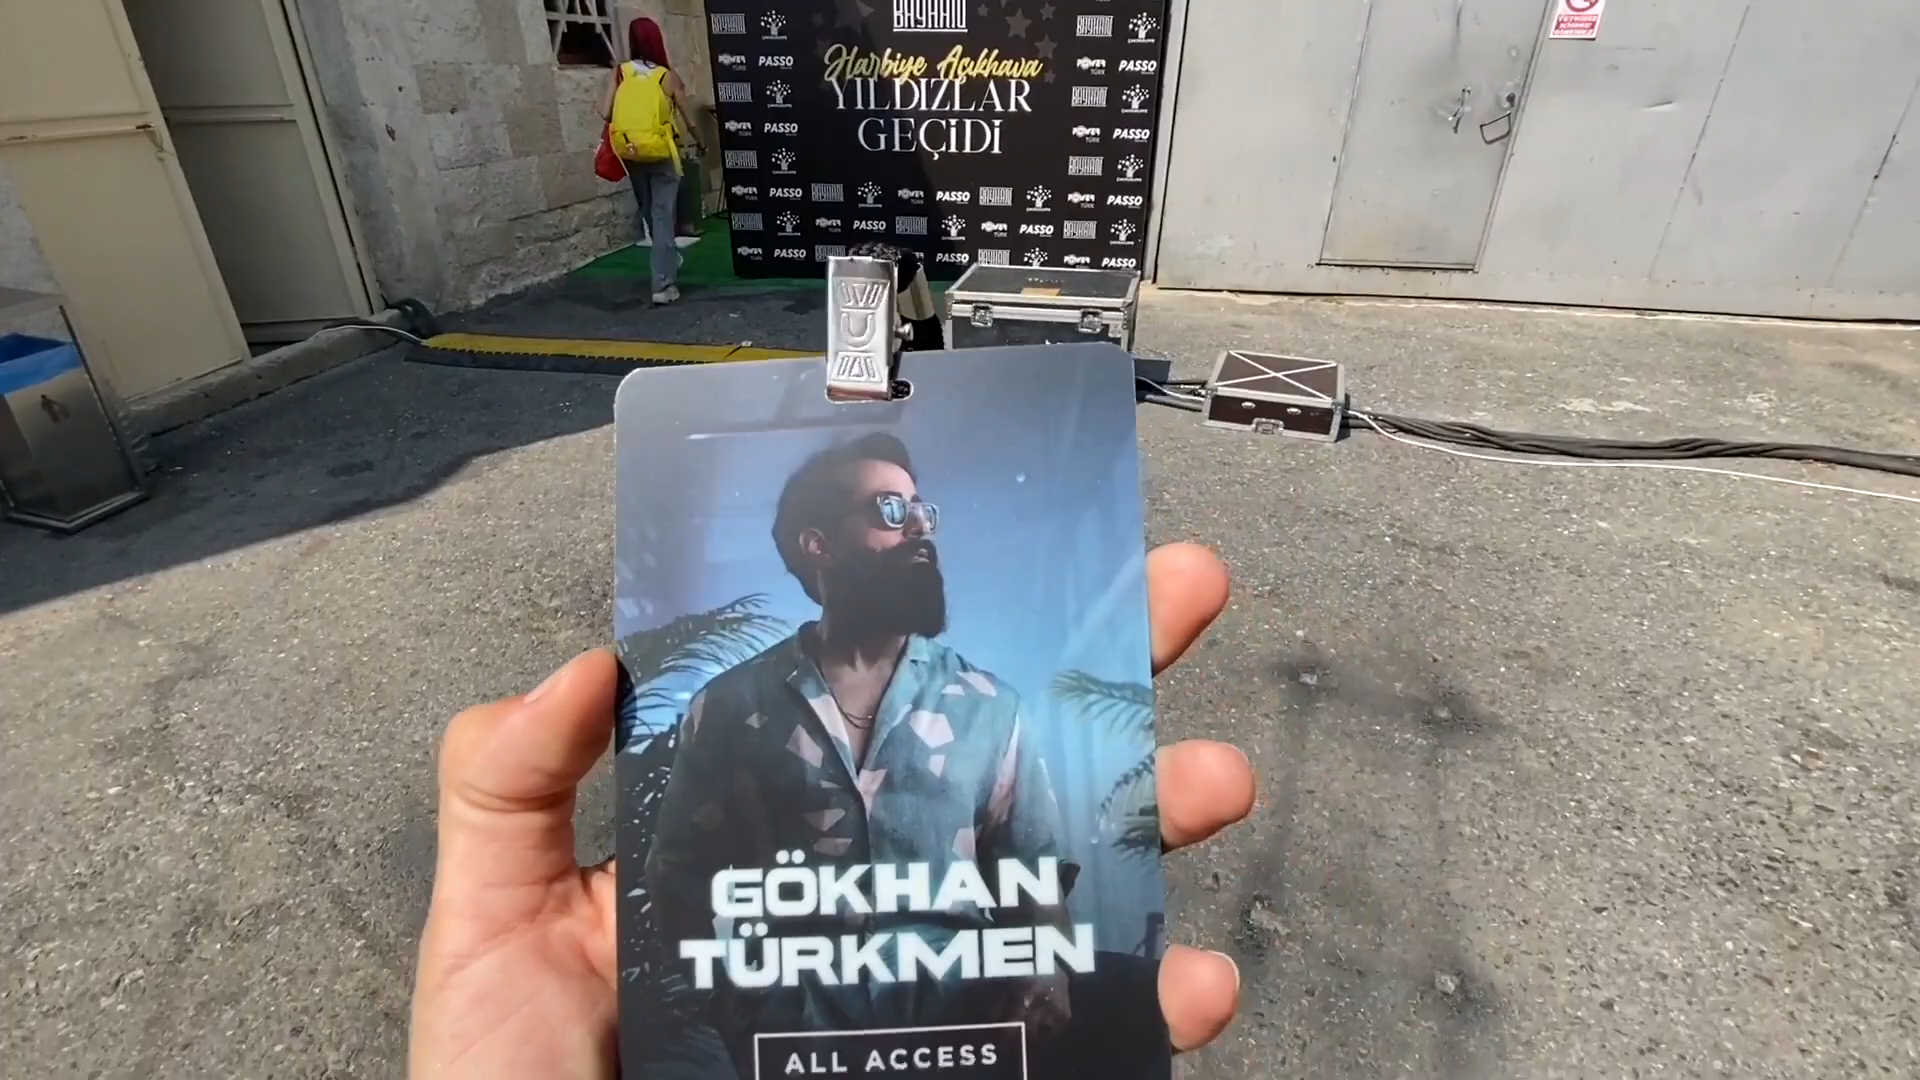 BAYHAN
Harbiye Açıkhava
YILDIZLAR
GEÇİDİ
POWER TÜRK
PASSO
GÖKHAN
TÜRKMEN
ALL ACCESS